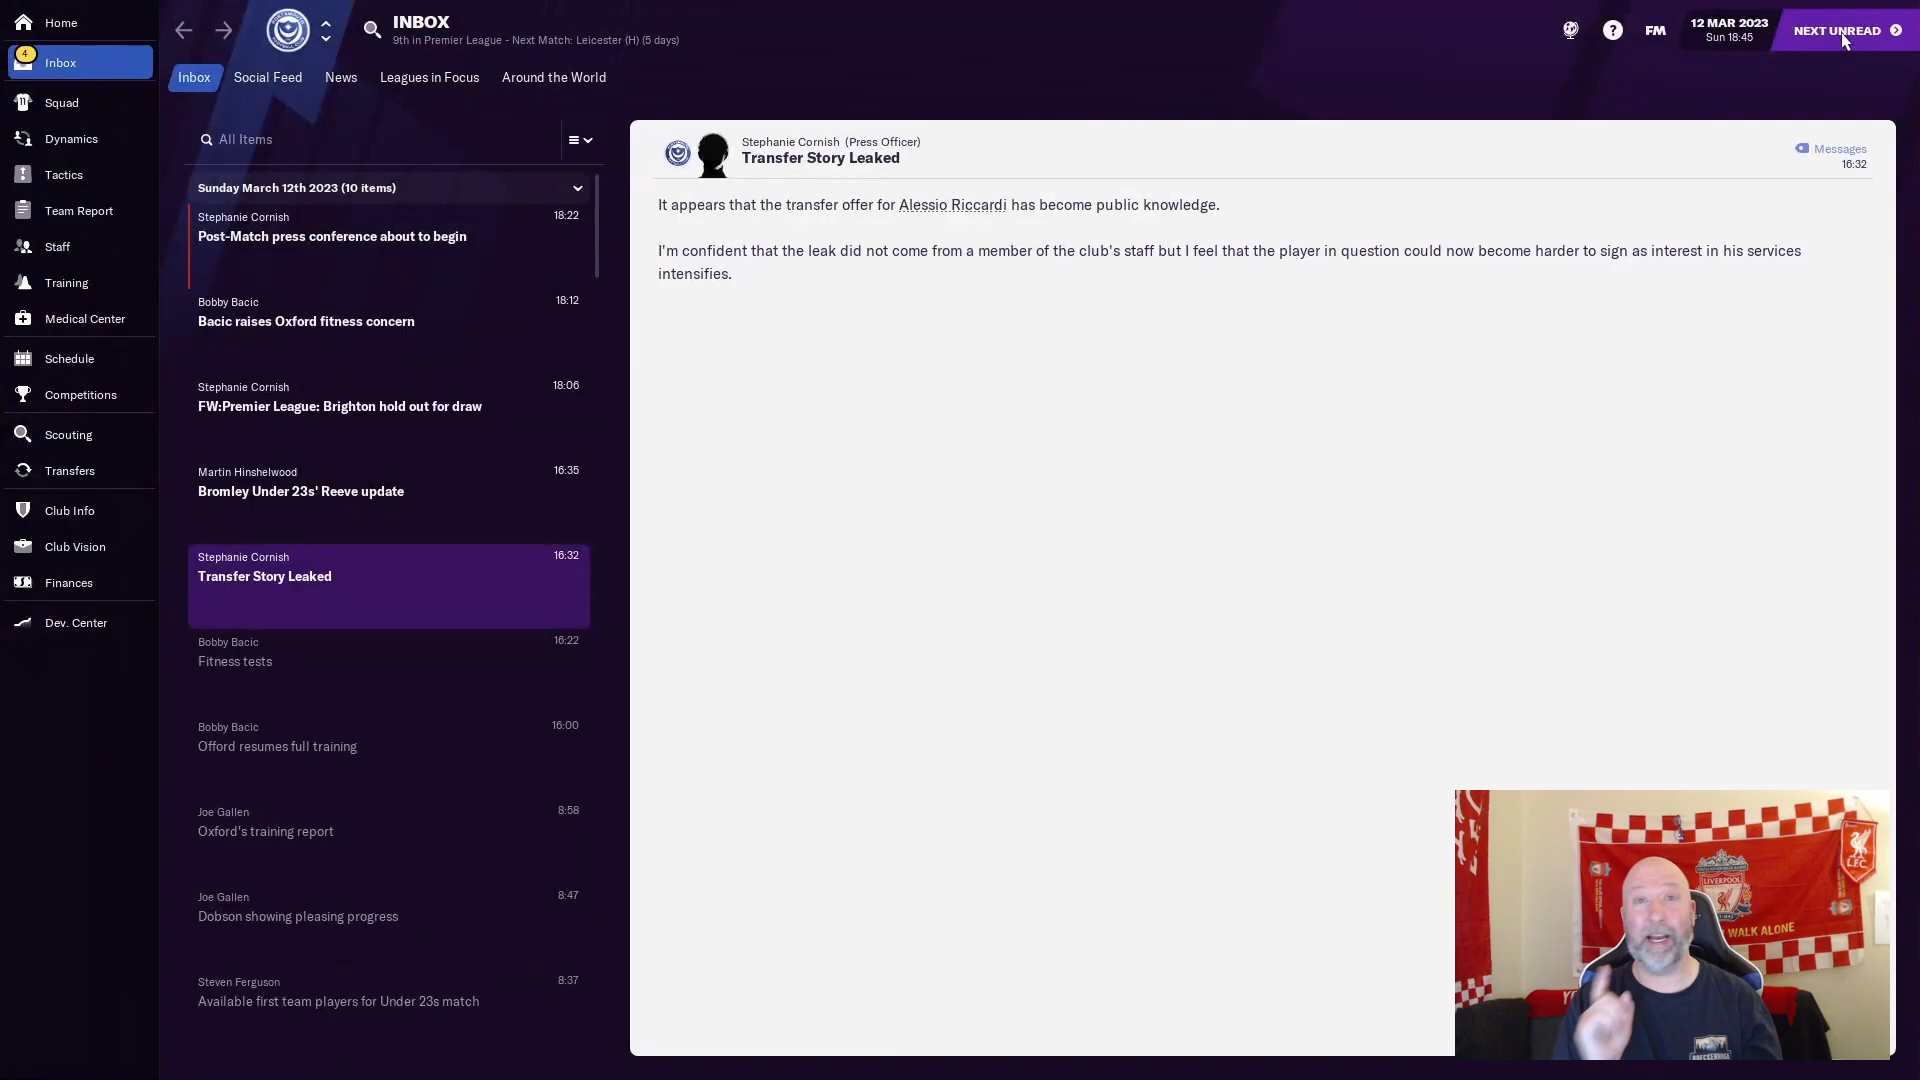 Home
4
Inbox
Squad
Dynamics
Tactics
Team Report
Staff
Training
Medical Center
Schedule
Competitions
Scouting
Transfers
Club Info
Club Vision
Finances
Dev. Center
INBOX
9th in Premier League - Next Match: Leicester (H) (5 days)
FM
12 MAR 2023
Sun 18:45
NEXT UNREAD
Inbox
Social Feed
News
Leagues in Focus
Around the World
All Items
Sunday March 12th 2023 (10 items)
Stephanie Cornish 18:22
Post-Match press conference about to begin
Bobby Bacic 18:12
Bacic raises Oxford fitness concern
Stephanie Cornish 18:06
FW:Premier League: Brighton hold out for draw
Martin Hinshelwood 16:35
Bromley Under 23s' Reeve update
Stephanie Cornish 16:32
Transfer Story Leaked
Bobby Bacic 16:22
Fitness tests
Bobby Bacic 16:00
Offord resumes full training
Joe Gallen 8:58
Oxford's training report
Joe Gallen 8:47
Dobson showing pleasing progress
Steven Ferguson 8:37
Available first team players for Under 23s match
Stephanie Cornish (Press Officer)
Transfer Story Leaked
Messages
16:32
It appears that the transfer offer for Alessio Riccardi has become public knowledge.
I'm confident that the leak did not come from a member of the club's staff but I feel that the player in question could now become harder to sign as interest in his services
intensifies.
L.F.C.
LIVERPOOL
WALK ALONE